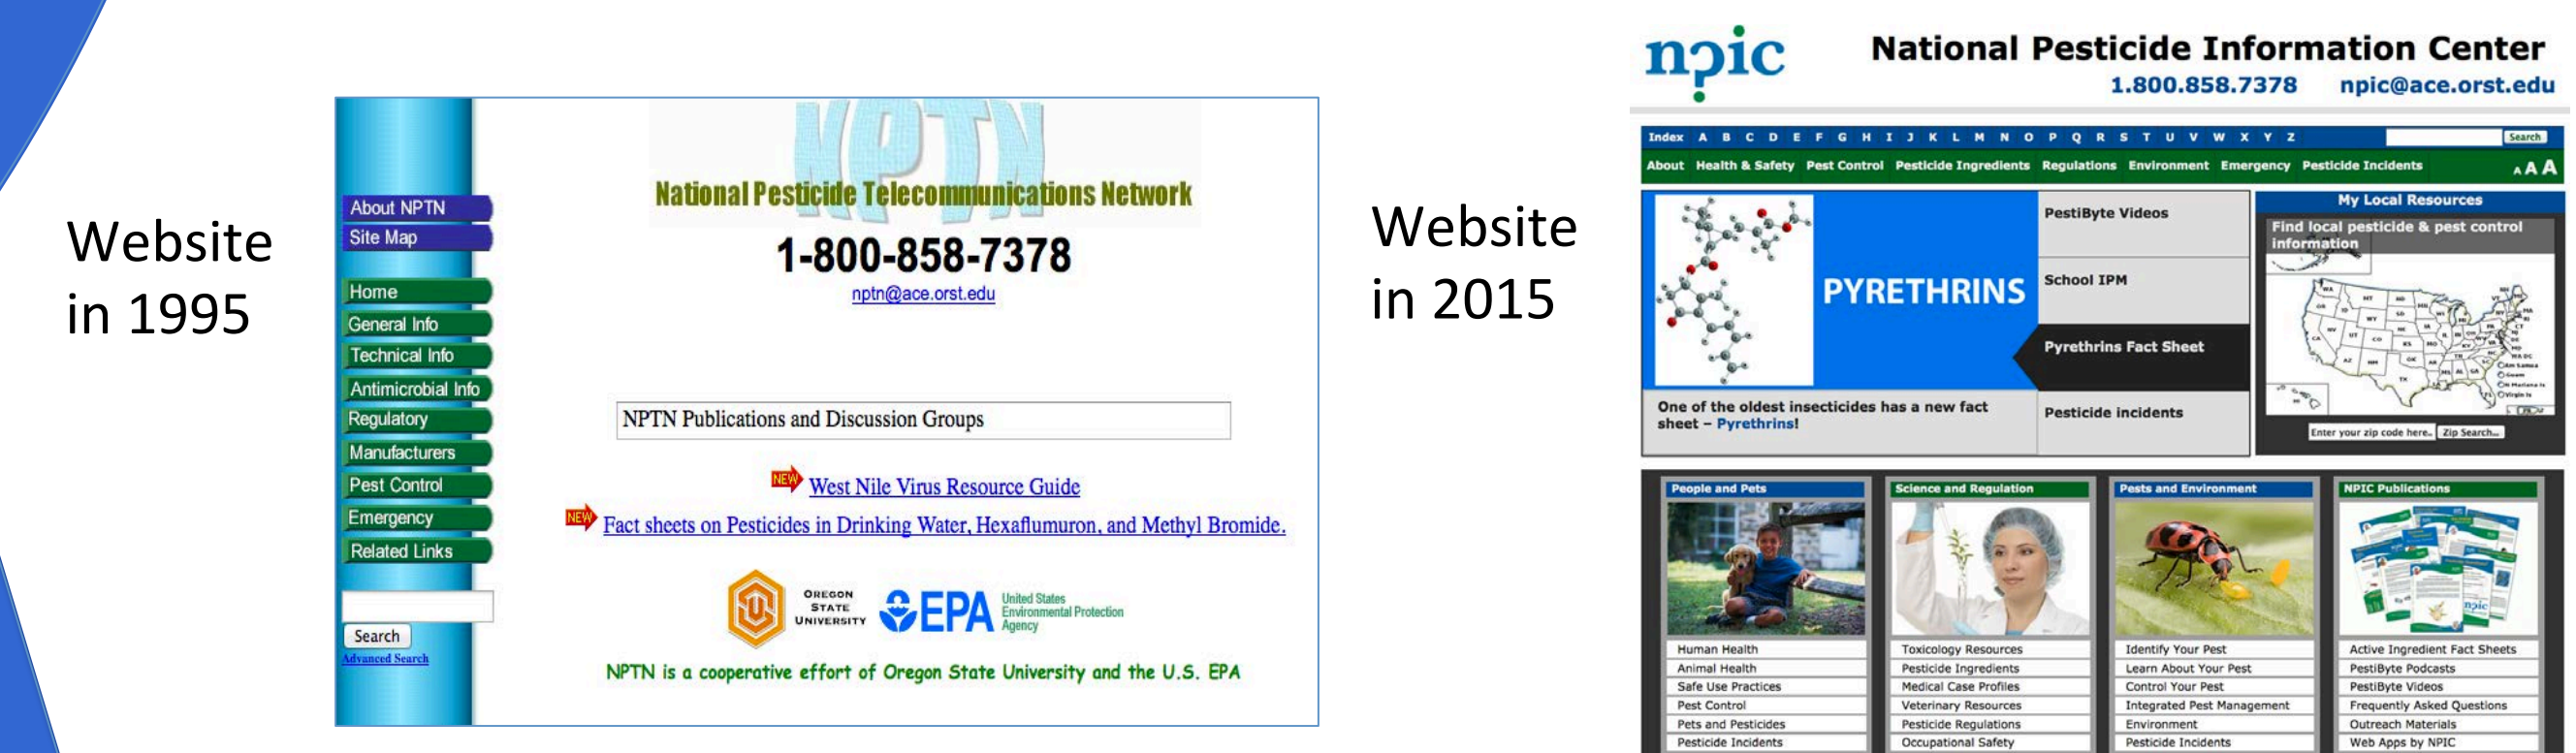 Website
in 1995
NPTN
National Pesticide Telecommunications Network
1-800-858-7378
nptn@ace.orst.edu
About NPTN
Site Map
Home
General Info
Technical Info
Antimicrobial Info
Regulatory
Manufacturers
Pest Control
Emergency
Related Links
Search
Advanced Search
NPTN Publications and Discussion Groups
NEW West Nile Virus Resource Guide
NEW Fact sheets on Pesticides in Drinking Water, Hexaflumuron, and Methyl Bromide.
OREGON
STATE
UNIVERSITY
EPA
United States
Environmental Protection
Agency
NPTN is a cooperative effort of Oregon State University and the U.S. EPA
Website
in 2015
npic
National Pesticide Information Center
1.800.858.7378 npic@ace.orst.edu
Index A B C D E F G H I J K L M N O P Q R S T U V W X Y Z Search
About Health & Safety Pest Control Pesticide Ingredients Regulations Environment Emergency Pesticide Incidents A A A
PYRETHRINS
One of the oldest insecticides has a new fact
sheet – Pyrethrins!
PestiByte Videos
School IPM
Pyrethrins Fact Sheet
Pesticide incidents
My Local Resources
Find local pesticide & pest control
information
Enter your zip code here.. Zip Search...
People and Pets
Human Health
Animal Health
Safe Use Practices
Pest Control
Pets and Pesticides
Pesticide Incidents
Science and Regulation
Toxicology Resources
Pesticide Ingredients
Medical Case Profiles
Veterinary Resources
Pesticide Regulations
Occupational Safety
Pests and Environment
Identify Your Pest
Learn About Your Pest
Control Your Pest
Integrated Pest Management
Environment
Pesticide Incidents
NPIC Publications
npic
Active Ingredient Fact Sheets
PestiByte Podcasts
PestiByte Videos
Frequently Asked Questions
Outreach Materials
Web Apps by NPIC